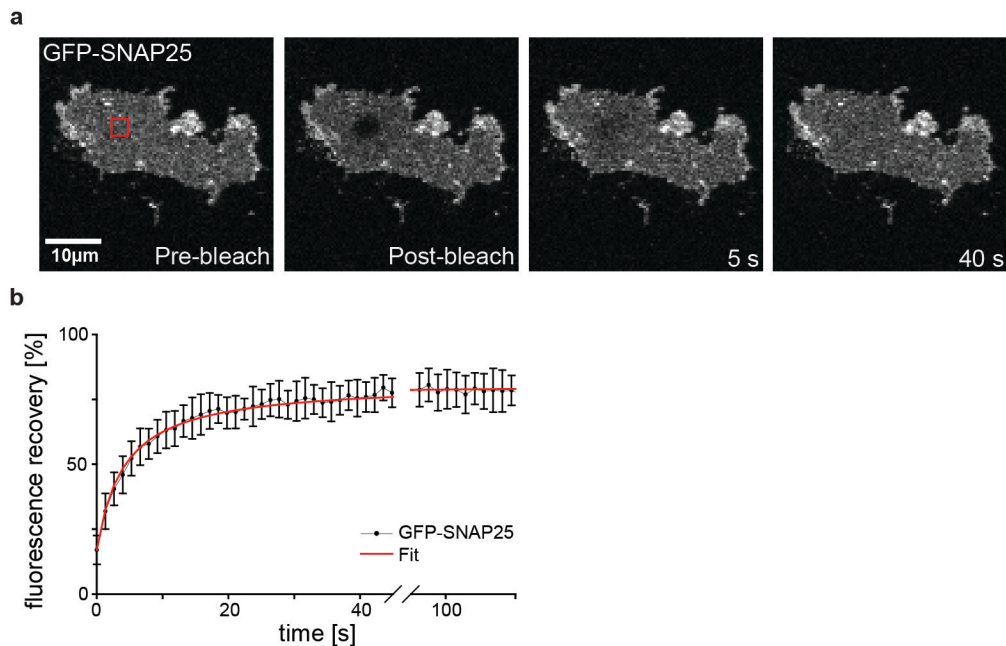 a
GFP-SNAP25
10µm
Pre-bleach
Post-bleach
5 s
40 s
b
fluorescence recovery [%]
100
50
0
GFP-SNAP25
Fit
0
20
40
100
time [s]